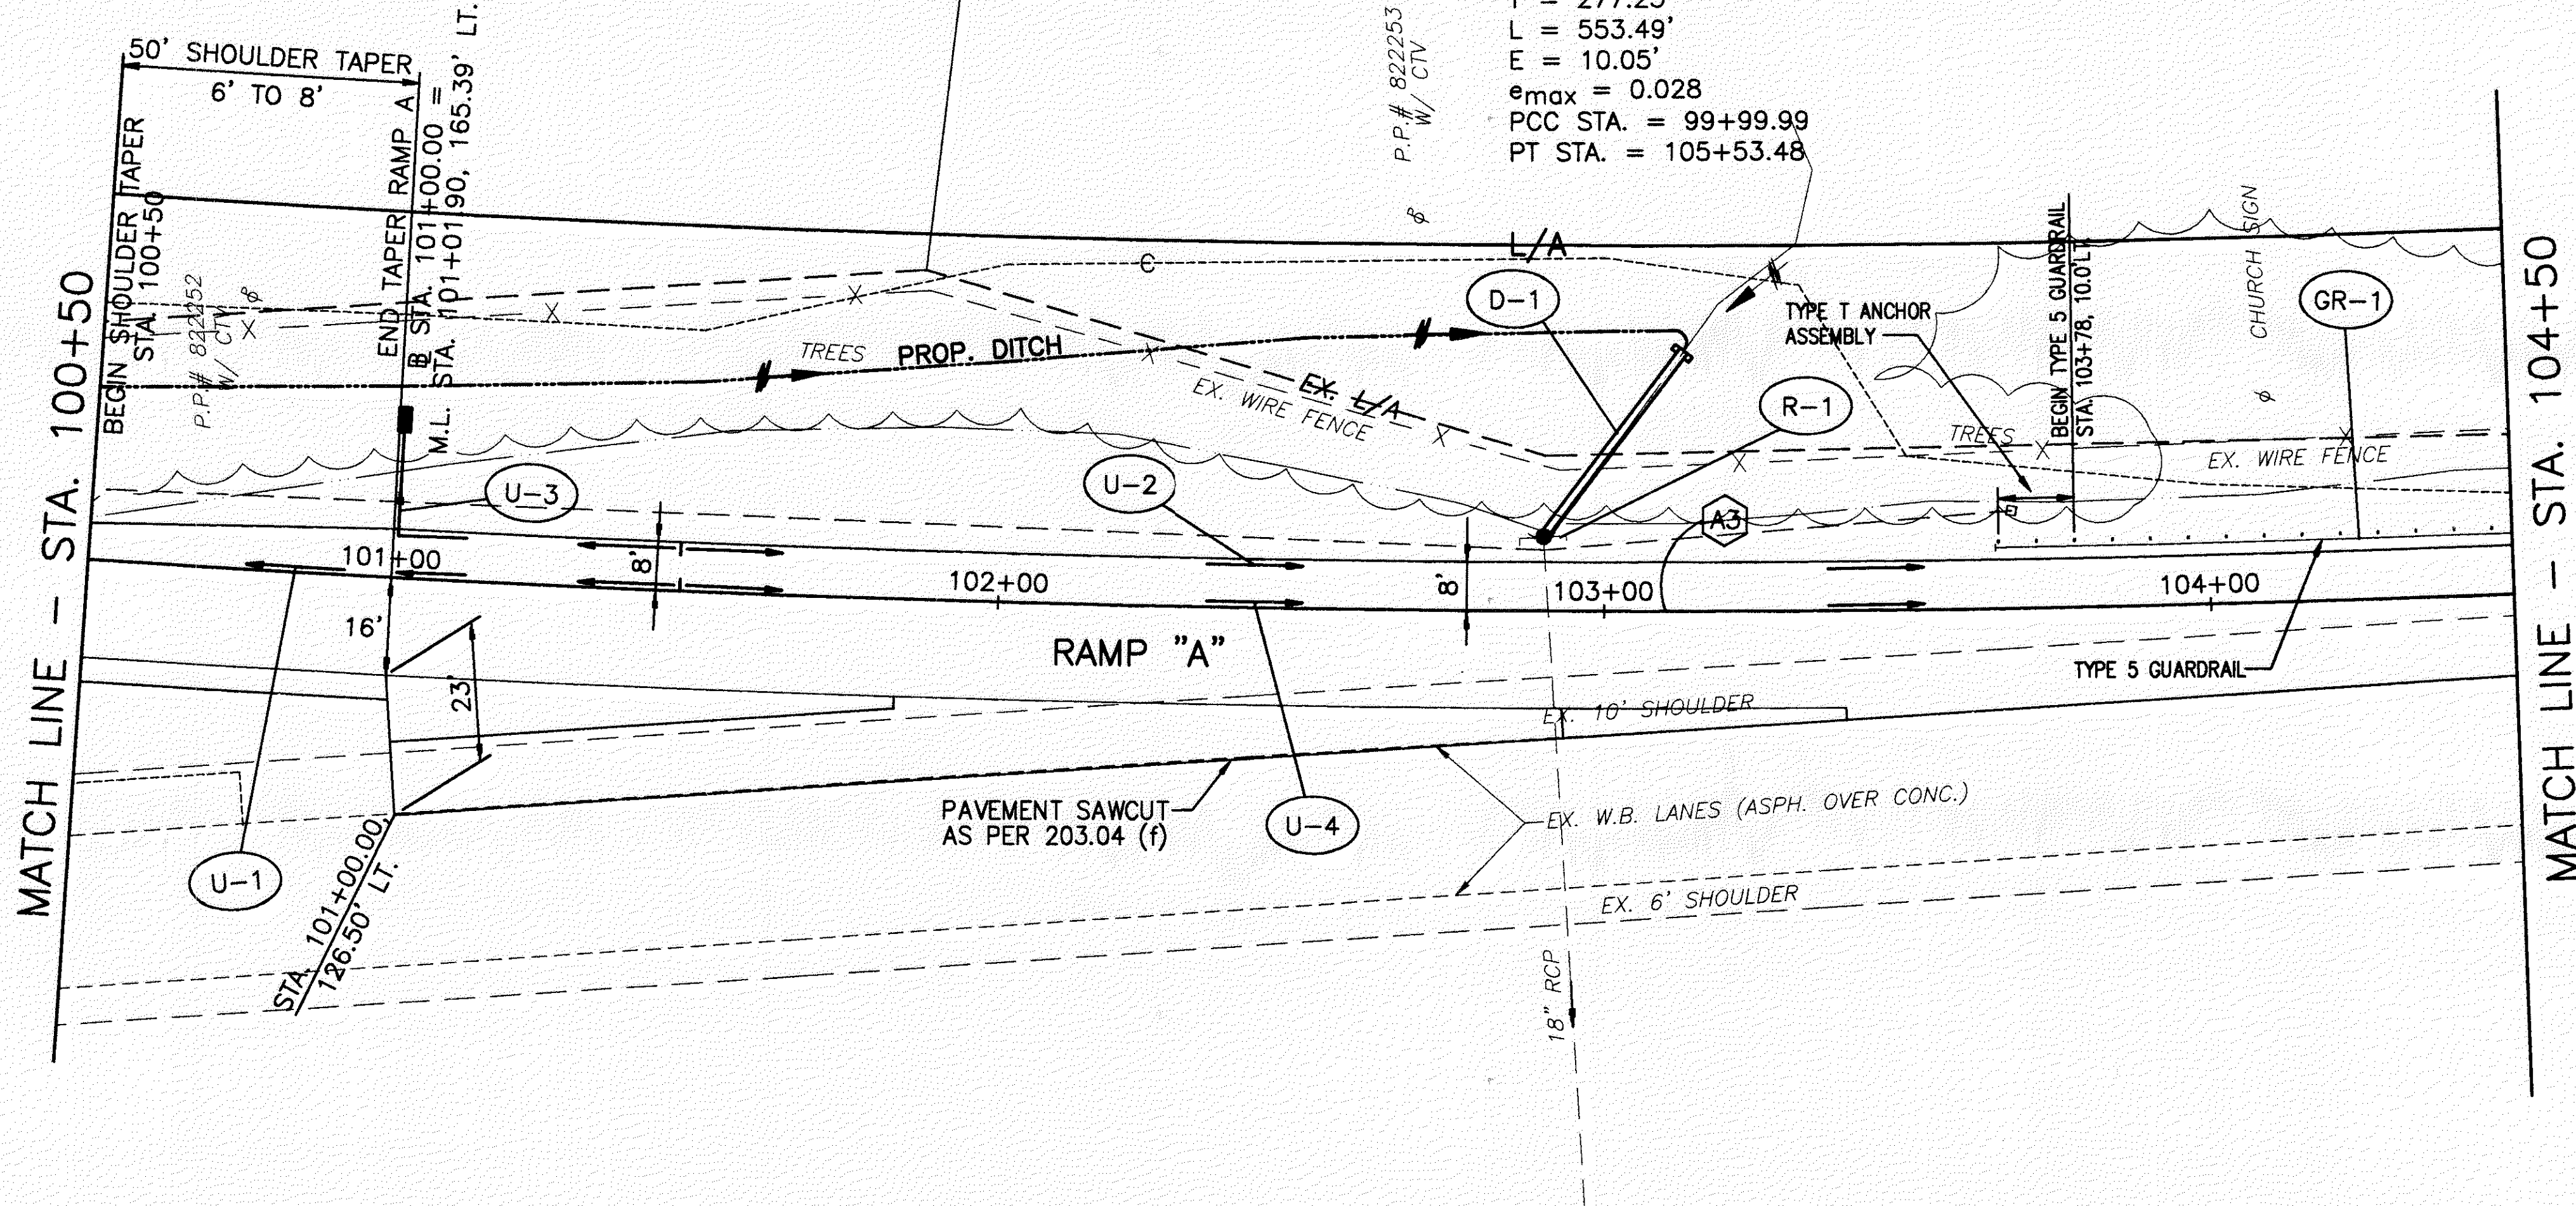 T = 277.25'
L = 553.49'
E = 10.05'
emax = 0.028
PCC STA. = 99+99.99
PT STA. = 105+53.48
50' SHOULDER TAPER
6' TO 8'
BEGIN SHOULDER TAPER
STA. 100+50
P.P.# 822252
W/ CTV
END TAPER RAMP A
B STA. 101+00.00 =
M.L. STA. 101+01.90, 165.39' LT.
P.P.# 822253
W/ CTV
L/A
D-1
TYPE T ANCHOR
ASSEMBLY
BEGIN TYPE 5 GUARDRAIL
STA. 103+78, 10.0'LT.
CHURCH SIGN
GR-1
TREES
PROP. DITCH
EX. L/A
EX. WIRE FENCE
R-1
TREES
EX. WIRE FENCE
U-3
U-2
A3
MATCH LINE - STA. 100+50
MATCH LINE - STA. 104+50
101+00
8'
102+00
8'
103+00
104+00
16'
23'
RAMP "A"
TYPE 5 GUARDRAIL
EX. 10' SHOULDER
PAVEMENT SAWCUT
AS PER 203.04 (f)
U-4
EX. W.B. LANES (ASPH. OVER CONC.)
U-1
STA. 101+00.00,
126.50' LT.
EX. 6' SHOULDER
18" RCP